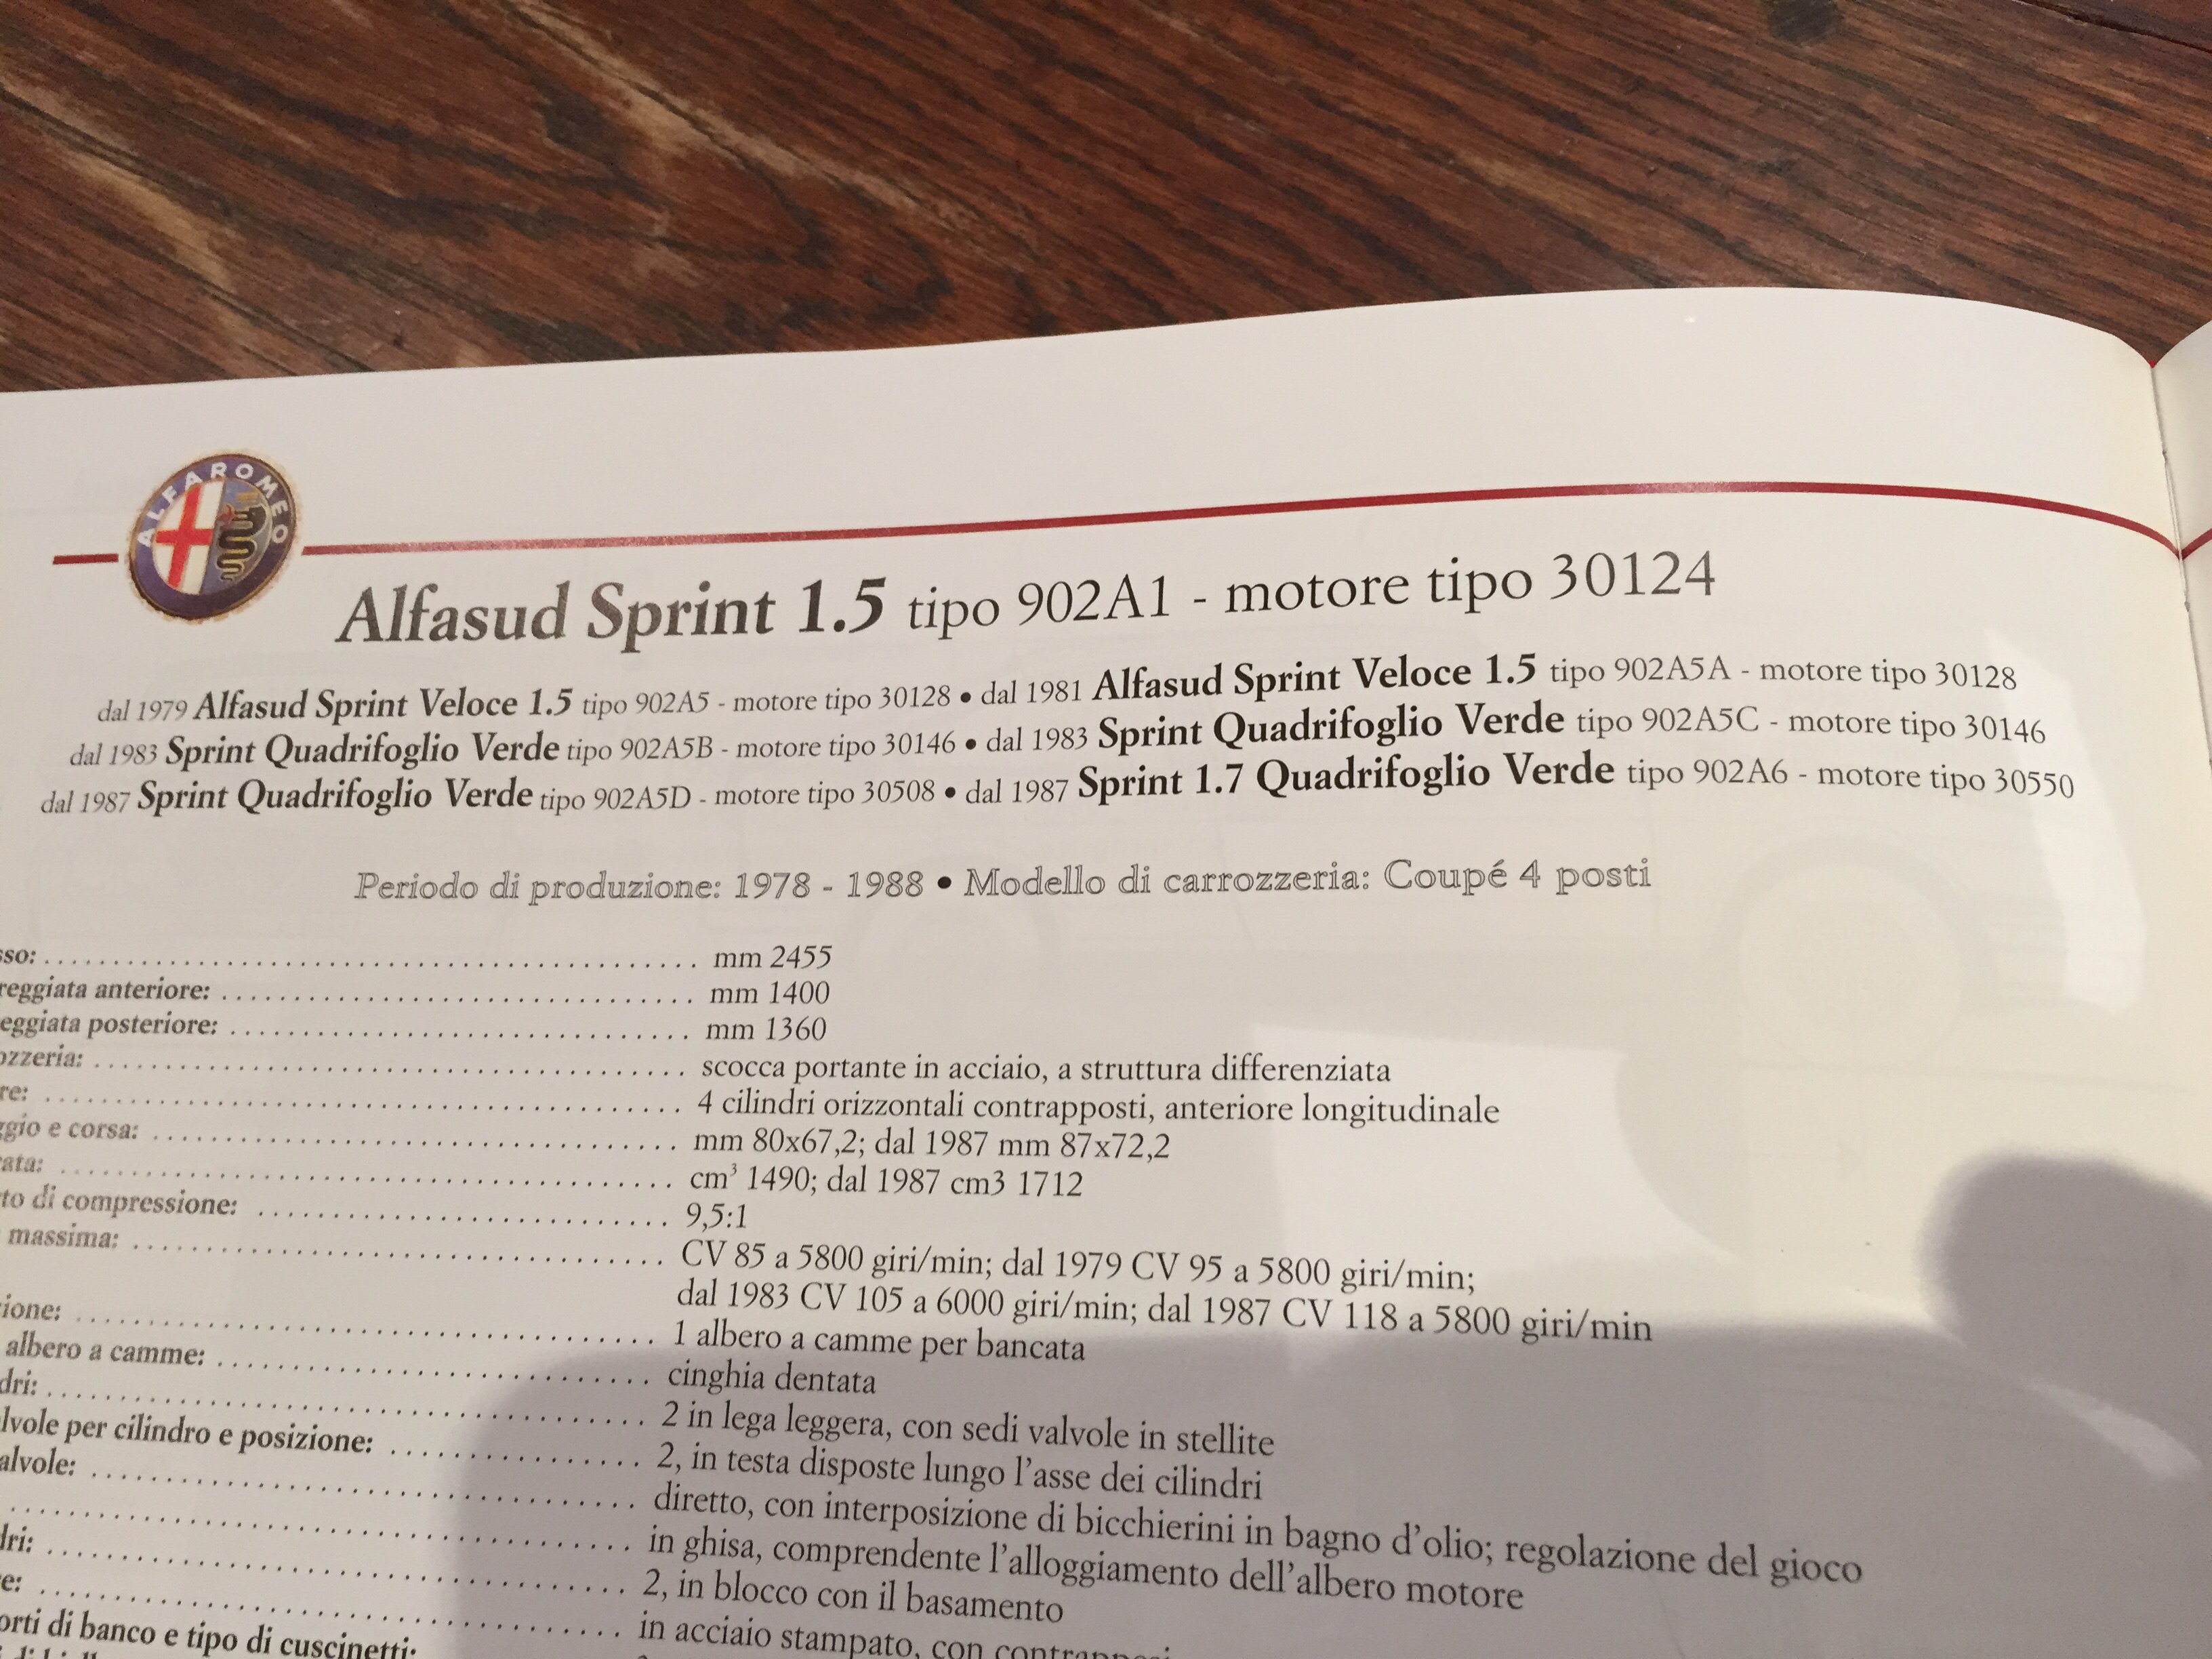 ALFA ROMEO
Alfasud Sprint 1.5 tipo 902A1 - motore tipo 30124
dal 1979 Alfasud Sprint Veloce 1.5 tipo 902A5 - motore tipo 30128 • dal 1981 Alfasud Sprint Veloce 1.5 tipo 902A5A - motore tipo 30128
dal 1983 Sprint Quadrifoglio Verde tipo 902A5B - motore tipo 30146 • dal 1983 Sprint Quadrifoglio Verde tipo 902A5C - motore tipo 30146
dal 1987 Sprint Quadrifoglio Verde tipo 902A5D - motore tipo 30508 • dal 1987 Sprint 1.7 Quadrifoglio Verde tipo 902A6 - motore tipo 30550
Periodo di produzione: 1978 - 1988 • Modello di carrozzeria: Coupé 4 posti
sso: mm 2455
reggiata anteriore: mm 1400
eggiata posteriore: mm 1360
ozzeria: scocca portante in acciaio, a struttura differenziata
re: 4 cilindri orizzontali contrapposti, anteriore longitudinale
ggio e corsa: mm 80x67,2; dal 1987 mm 87x72,2
ata: cm³ 1490; dal 1987 cm3 1712
to di compressione: 9,5:1
massima: CV 85 a 5800 giri/min; dal 1979 CV 95 a 5800 giri/min;
dal 1983 CV 105 a 6000 giri/min; dal 1987 CV 118 a 5800 giri/min
ione: 1 albero a camme per bancata
albero a camme: cinghia dentata
dri: 2 in lega leggera, con sedi valvole in stellite
lvole per cilindro e posizione: 2, in testa disposte lungo l'asse dei cilindri
alvole: diretto, con interposizione di bicchierini in bagno d'olio; regolazione del gioco
in ghisa, comprendente l'alloggiamento dell'albero motore
dri: 2, in blocco con il basamento
e: in acciaio stampato, con
orti di banco e tipo di cuscinetti: